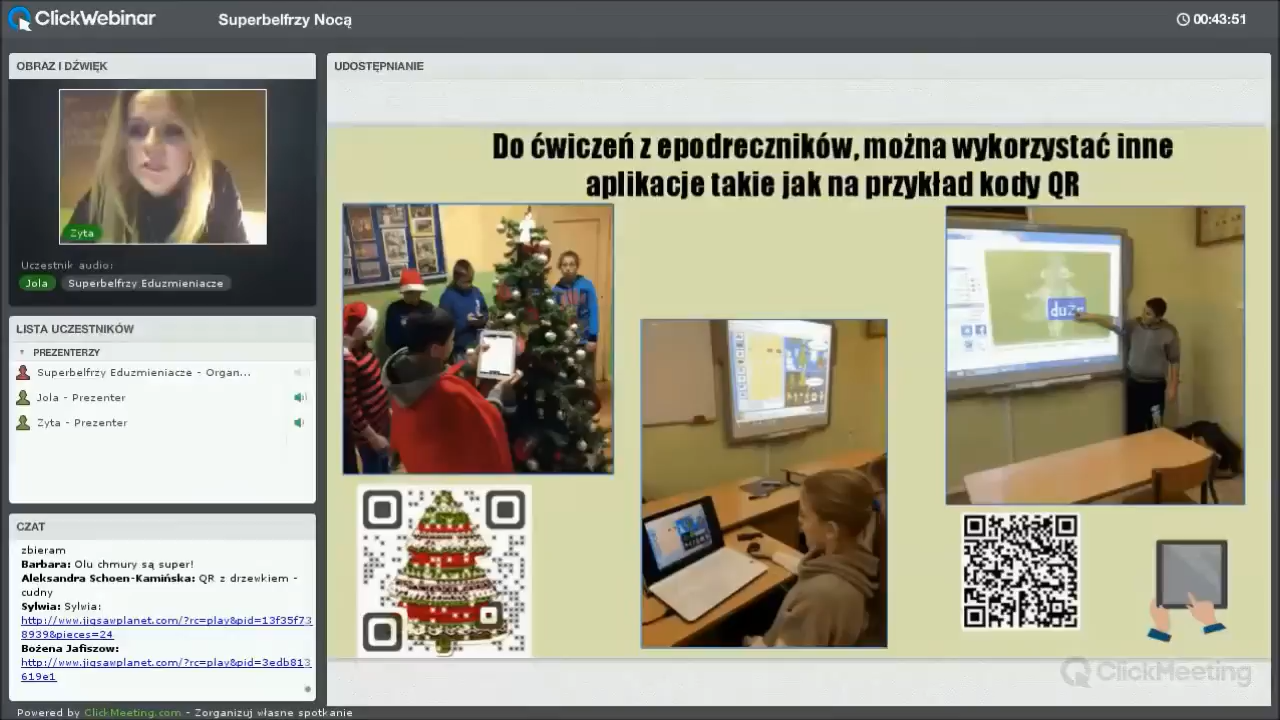 ClickWebinar
Superbelfrzy Nocą
00:43:51
OBRAZ I DŹWIĘK
Zyta
Uczestnik audio:
Jola
Superbelfrzy Eduzmieniacze
LISTA UCZESTNIKÓW
PREZENTERZY
Superbelfrzy Eduzmieniacze - Organ...
Jola - Prezenter
Zyta - Prezenter
CZAT
zbieram
Barbara: Olu chmury są super!
Aleksandra Schoen-Kamińska: QR z drzewkiem -
cudny
Sylwia: Sylwia:
http://www.jigsawplanet.com/?rc=play&pid=13f35f73
8939&pieces=24
Bożena Jafiszow:
http://www.jigsawplanet.com/?rc=play&pid=3edb813
619e1
UDOSTĘPNIANIE
Do ćwiczeń z epodreczników, można wykorzystać inne
aplikacje takie jak na przykład kody QR
duże
ClickMeeting
Powered by ClickMeeting.com - Zorganizuj własne spotkanie